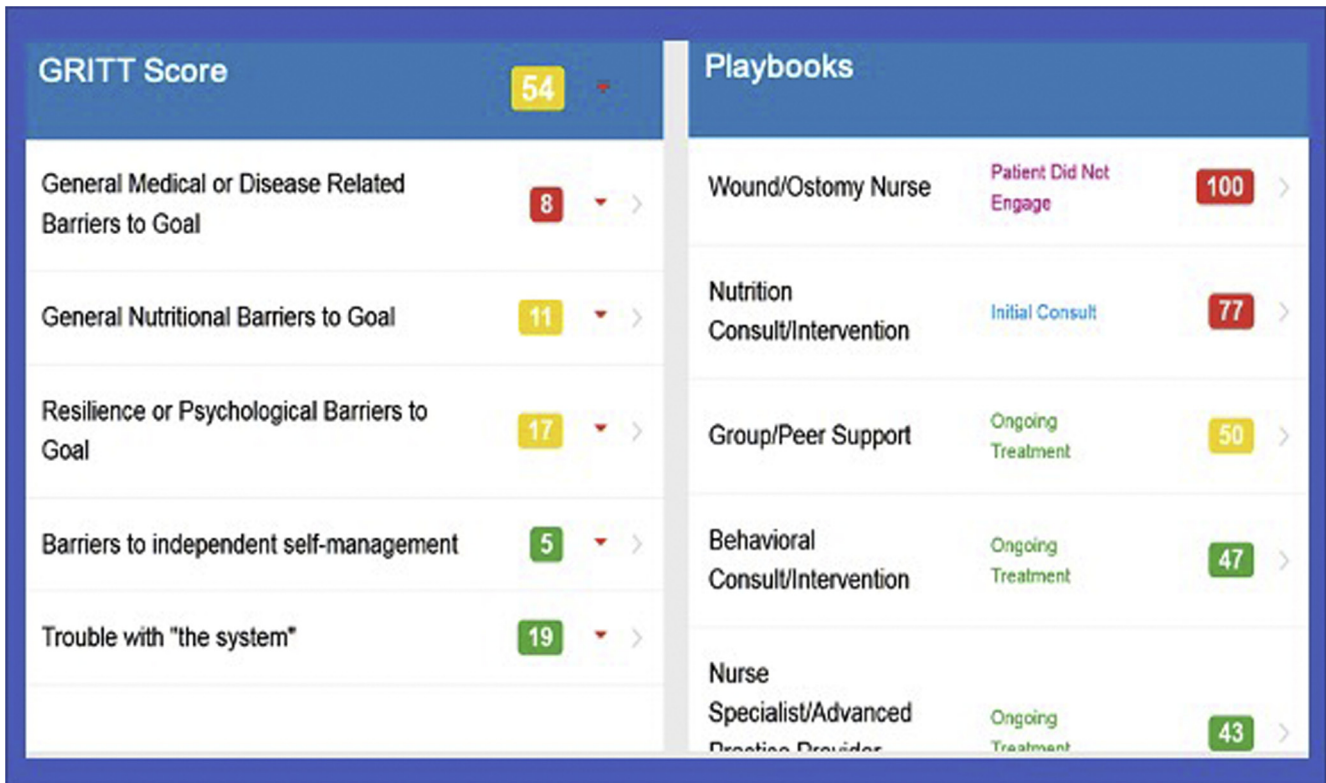 GRITT Score
54
General Medical or Disease Related
Barriers to Goal
8
General Nutritional Barriers to Goal
11
Resilience or Psychological Barriers to
Goal
17
Barriers to independent self-management
5
Trouble with "the system"
19
Playbooks
Wound/Ostomy Nurse
Patient Did Not
Engage
100
Nutrition
Consult/Intervention
Initial Consult
77
Group/Peer Support
Ongoing
Treatment
50
Behavioral
Consult/Intervention
Ongoing
Treatment
47
Nurse
Specialist/Advanced
Practice Provider
Ongoing
Treatment
43